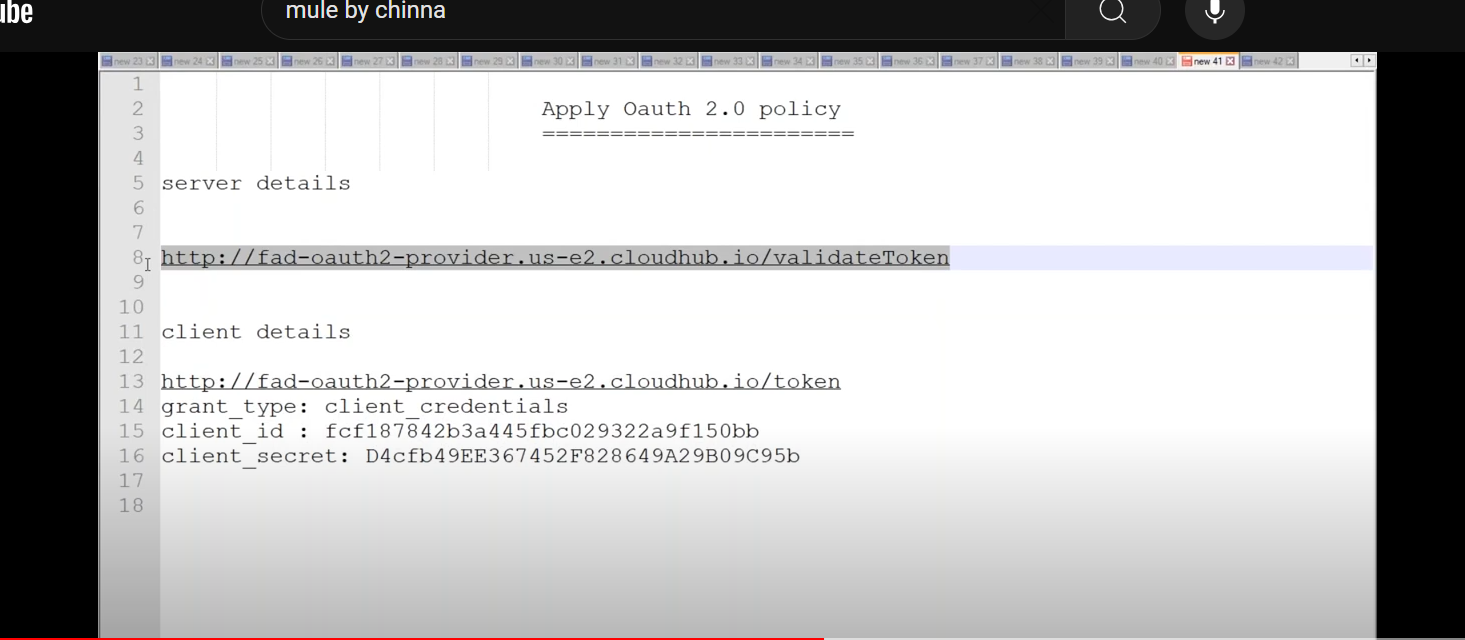 ube
mule by chinna
new 23 new 24 new 25 new 26 new 27 new 28 new 29 new 30 new 31 new 32 new 33 new 34 new 35 new 36 new 37 new 38 new 39 new 40 new 41 new 42
1
2 Apply Oauth 2.0 policy
3 =======================
4
5 server details
6
7
8 http://fad-oauth2-provider.us-e2.cloudhub.io/validateToken
9
10
11 client details
12
13 http://fad-oauth2-provider.us-e2.cloudhub.io/token
14 grant_type: client_credentials
15 client_id : fcf187842b3a445fbc029322a9f150bb
16 client_secret: D4cfb49EE367452F828649A29B09C95b
17
18